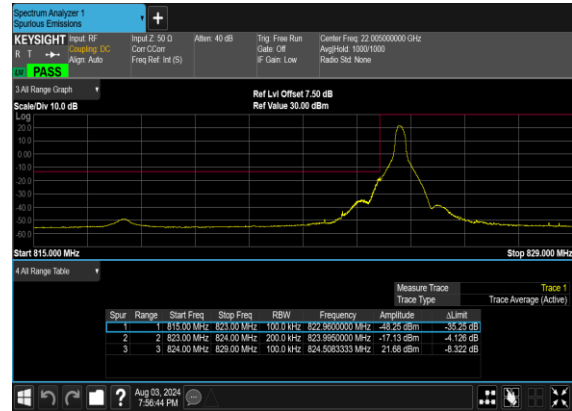 Spectrum Analyzer 1
Spurious Emissions
KEYSIGHT
R T
LW PASS
Input: RF
Coupling: DC
Align: Auto
Input Z: 50 Ω
Corr CCorr
Freq Ref: Int (S)
Atten: 40 dB
Trig: Free Run
Gate: Off
IF Gain: Low
Center Freq: 22.005000000 GHz
Avg|Hold: 1000/1000
Radio Std: None
3 All Range Graph
Scale/Div 10.0 dB
Ref Lvl Offset 7.50 dB
Ref Value 30.00 dBm
Log
20.0
10.0
0.00
-10.0
-20.0
-30.0
-40.0
-50.0
-60.0
Start 815.000 MHz
Stop 829.000 MHz
4 All Range Table
Measure Trace Trace 1
Trace Type Trace Average (Active)
Spur Range Start Freq Stop Freq RBW Frequency Amplitude ΔLimit
1 1 815.00 MHz 823.00 MHz 100.0 kHz 822.9600000 MHz -48.25 dBm -35.25 dB
2 2 823.00 MHz 824.00 MHz 200.0 kHz 823.9950000 MHz -17.13 dBm -4.126 dB
3 3 824.00 MHz 829.00 MHz 100.0 kHz 824.5083333 MHz 21.68 dBm -8.322 dB
Aug 03, 2024
7:56:44 PM